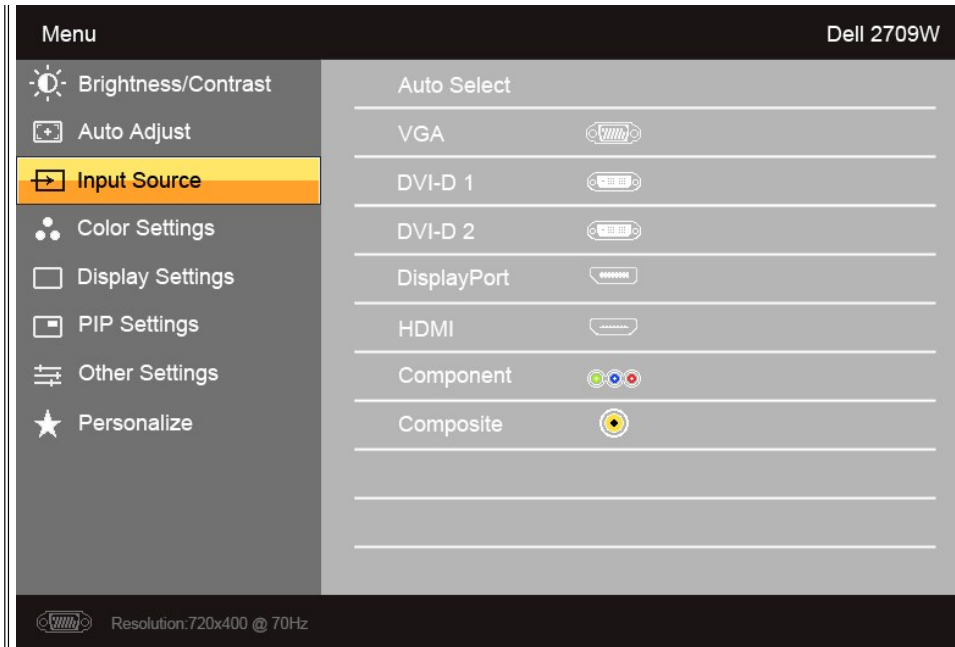 Menu
Dell 2709W
Brightness/Contrast
Auto Adjust
Input Source
Color Settings
Display Settings
PIP Settings
Other Settings
Personalize
Auto Select
VGA
DVI-D 1
DVI-D 2
DisplayPort
HDMI
Component
Composite
Resolution:720x400 @ 70Hz